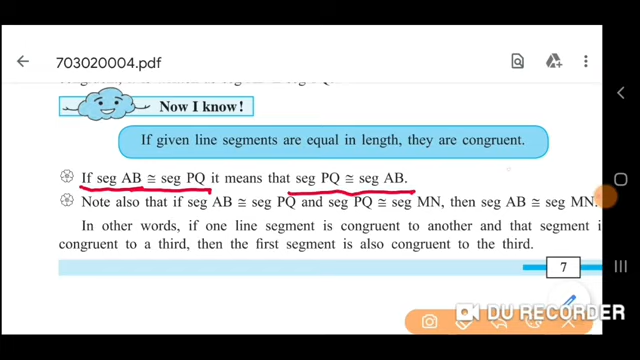 703020004.pdf
Now I know!
If given line segments are equal in length, they are congruent.
If seg AB ≅ seg PQ it means that seg PQ ≅ seg AB.
Note also that if seg AB ≅ seg PQ and seg PQ ≅ seg MN, then seg AB ≅ seg MN.
In other words, if one line segment is congruent to another and that segment i
congruent to a third, then the first segment is also congruent to the third.
7
DU RECORDER